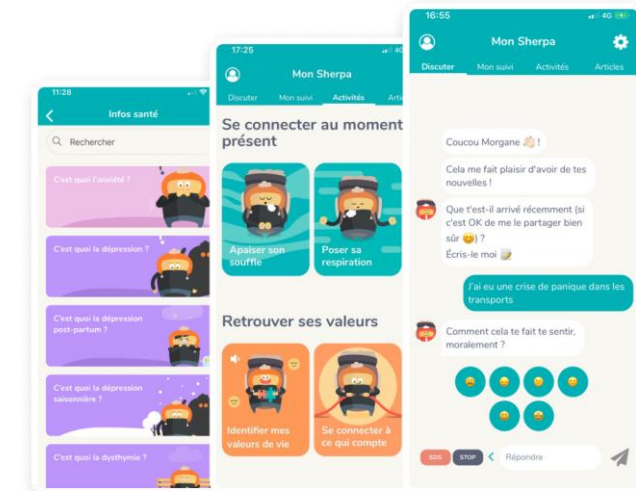 11:28
Infos santé
Rechercher
C'est quoi l'anxiété ?
C'est quoi la dépression ?
C'est quoi la dépression
post-partum ?
C'est quoi la dépression
saisonnière ?
C'est quoi la dysthymie ?
17:25
4G
Mon Sherpa
Discuter
Mon suivi
Activités
Arti
Se connecter au moment
présent
Apaiser son
souffle
Poser sa
respiration
Retrouver ses valeurs
Identifier mes
valeurs de vie
Se connecter à
ce qui compte
16:55
4G
Mon Sherpa
Discuter
Mon suivi
Activités
Articles
Coucou Morgane 👋🏻 !
Cela me fait plaisir d'avoir de tes
nouvelles !
Que t'est-il arrivé récemment (si
c'est OK de me le partager bien
sûr 😊) ?
Écris-le moi 📝
J'ai eu une crise de panique dans les
transports
Comment cela te fait te sentir,
moralement ?
SOS
STOP
Répondre